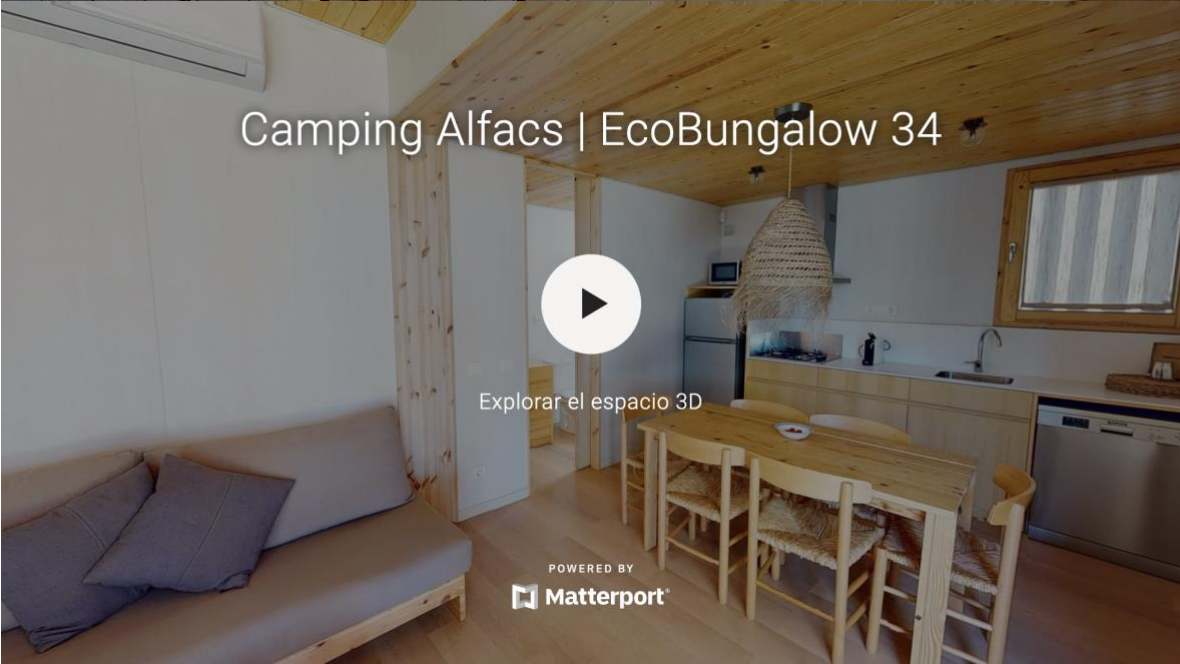 Camping Alfacs | EcoBungalow 34
Explorar el espacio 3D
POWERED BY
Matterport®